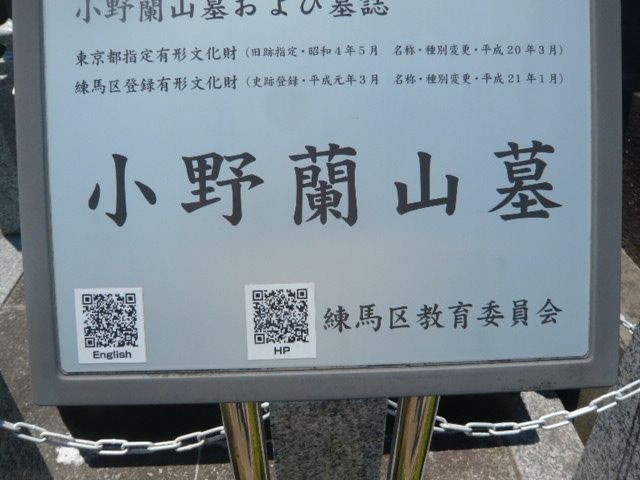 小野蘭山墓および墓誌
東京都指定有形文化財(旧跡指定・昭和4年5月 名称・種別変更・平成20年3月)
練馬区登録有形文化財(史跡登録・平成元年3月 名称・種別変更・平成21年1月)
小野蘭山墓
English
HP
練馬区教育委員会